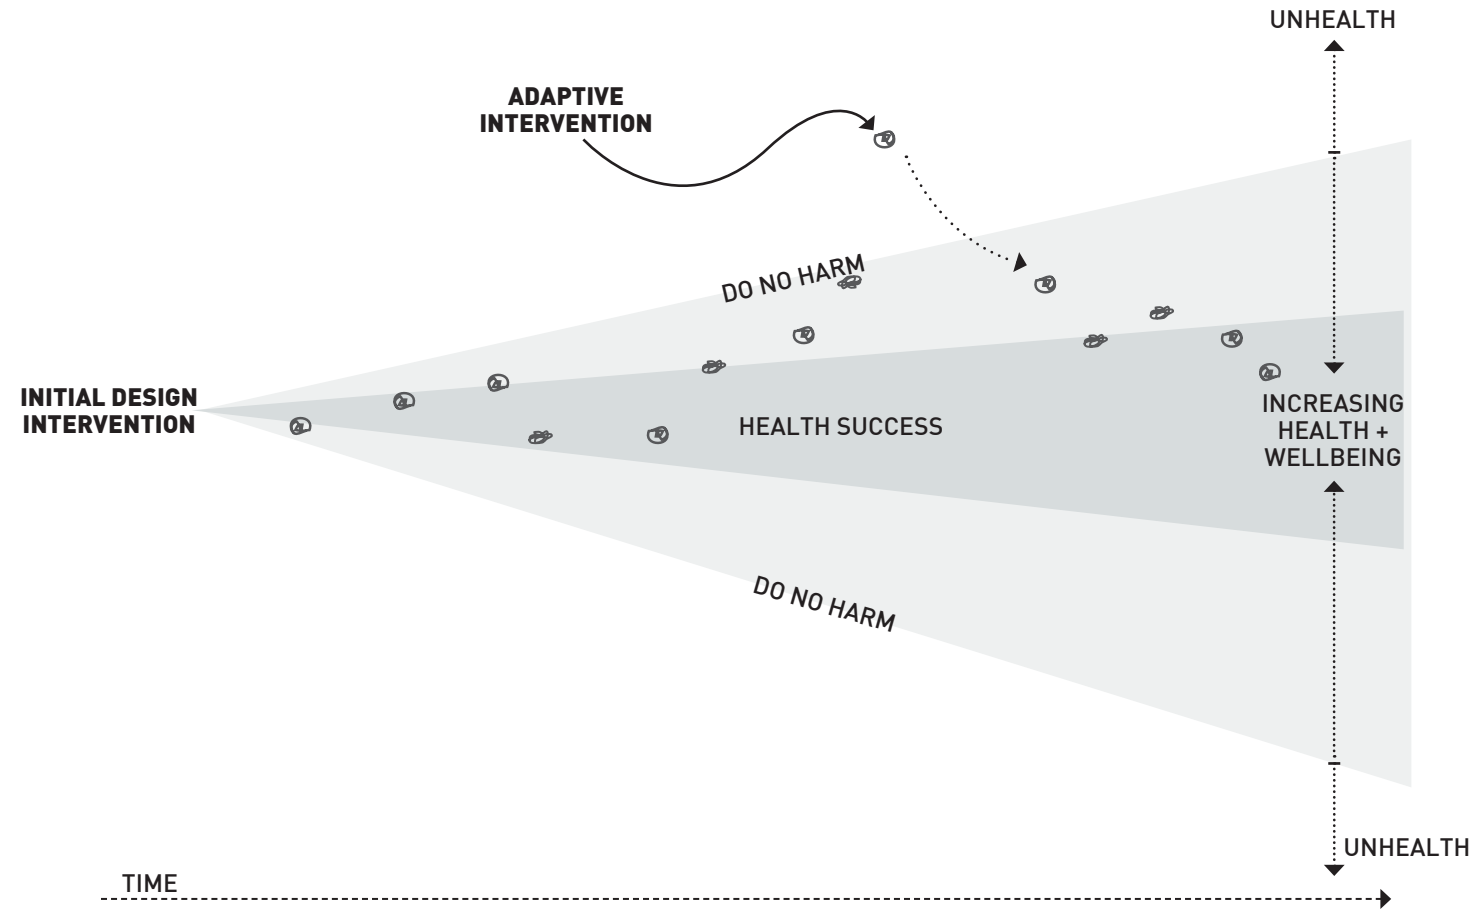 UNHEALTH
ADAPTIVE
INTERVENTION
DO NO HARM
INITIAL DESIGN
INTERVENTION
HEALTH SUCCESS
INCREASING
HEALTH +
WELLBEING
DO NO HARM
UNHEALTH
TIME